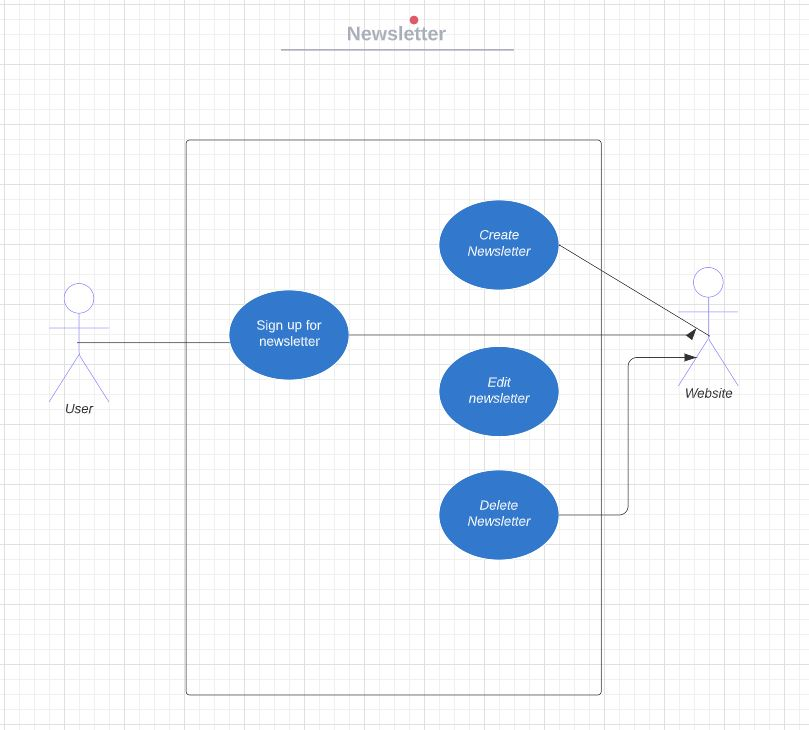 Newsletter
Create
Newsletter
Sign up for
newsletter
Edit
newsletter
Delete
Newsletter
User
Website